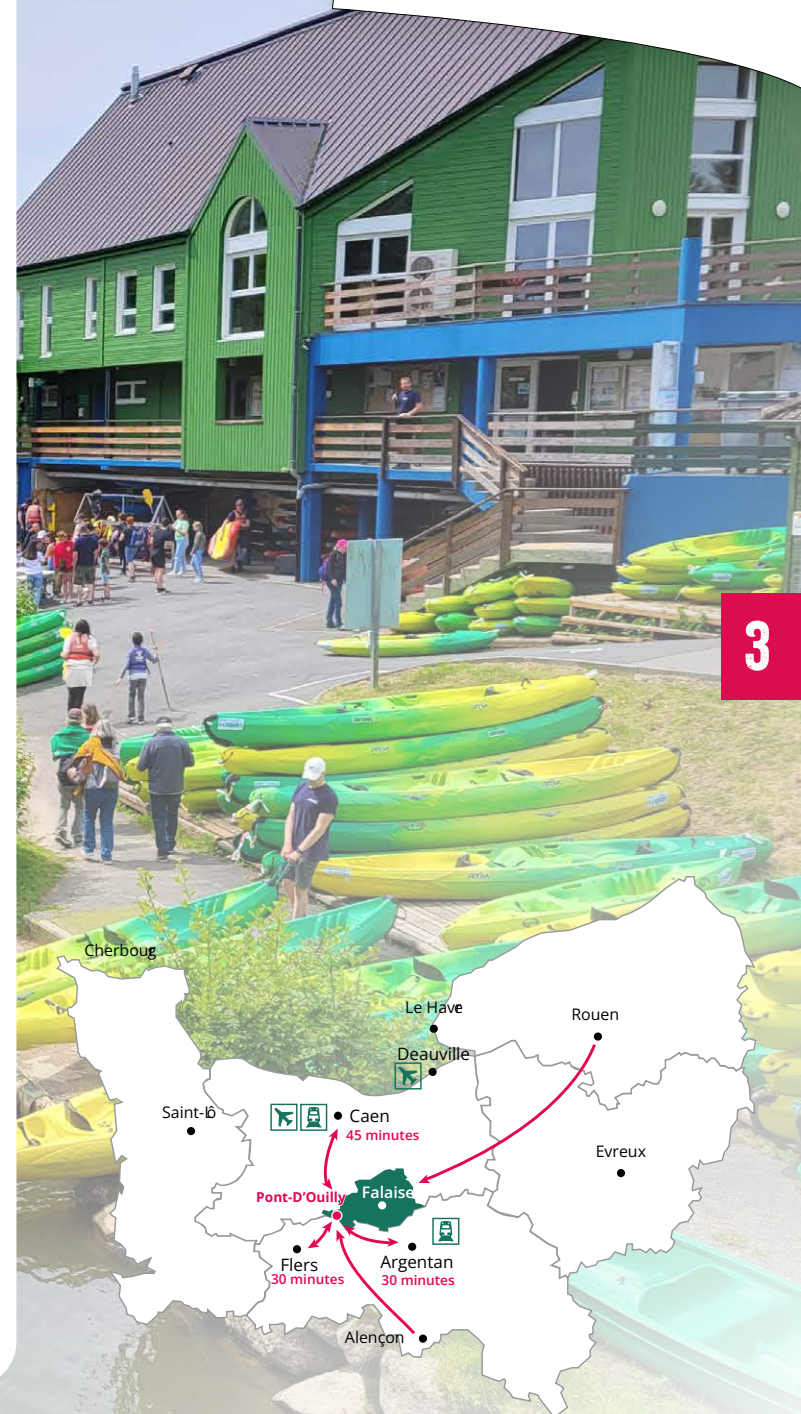 3
Cherboug
Le Have
Rouen
Deauville
Saint-lô
Caen
45 minutes
Evreux
Pont-D'Ouilly
Falaise
Flers
30 minutes
Argentan
30 minutes
Alençon